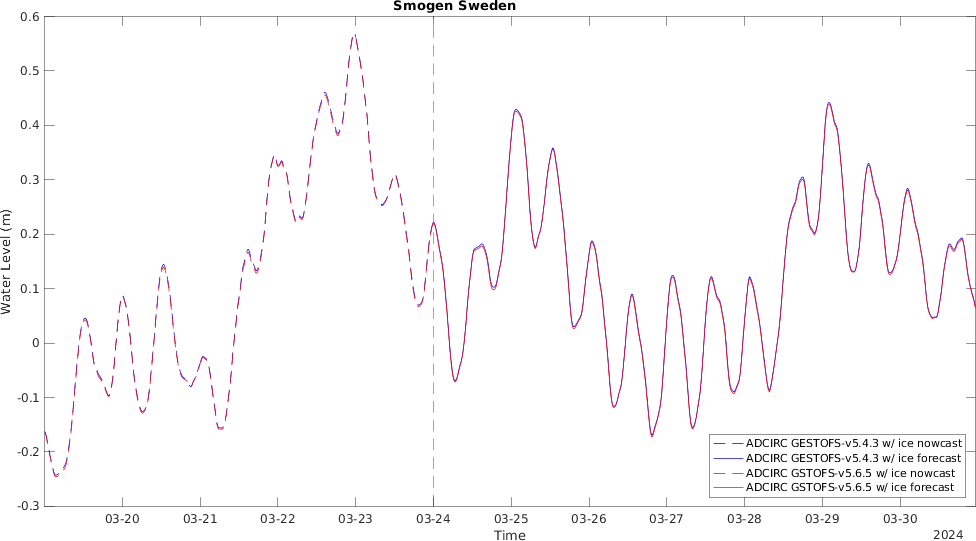 Smogen Sweden
0.6
0.5
0.4
0.3
0.2
0.1
0
-0.1
-0.2
-0.3
Water Level (m)
ADCIRC GESTOFS-v5.4.3 w/ ice nowcast
ADCIRC GESTOFS-v5.4.3 w/ ice forecast
ADCIRC GSTOFS-v5.6.5 w/ ice nowcast
ADCIRC GSTOFS-v5.6.5 w/ ice forecast
03-20 03-21 03-22 03-23 03-24 03-25 03-26 03-27 03-28 03-29 03-30
Time
2024